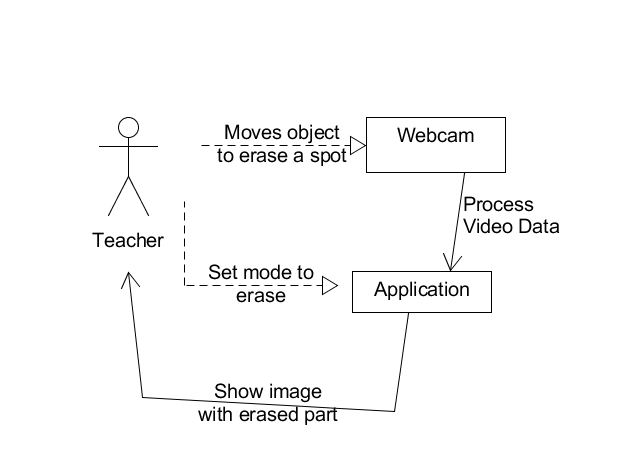 Moves object
to erase a spot
Webcam
Process
Video Data
Teacher
Set mode to
erase
Application
Show image
with erased part